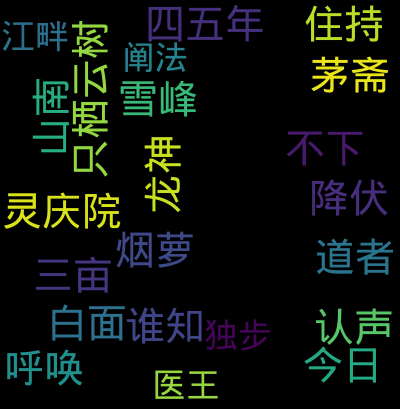 四五年
住持
江畔
只栖云树
阐法
茅斋
山南
雪峰
不下
龙神
降伏
灵庆院
烟萝
道者
三亩
白面
谁知
独步
认声
呼唤
今日
医王